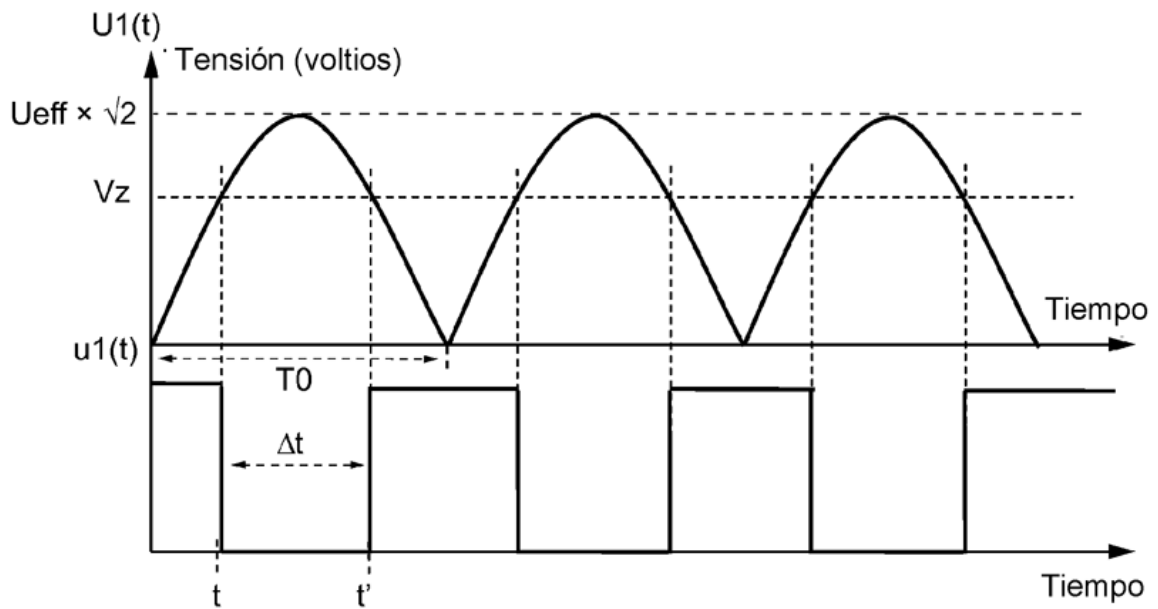 U1(t)
Tensión (voltios)
Ueff × √2
Vz
Tiempo
u1(t)
T0
Δt
t
t'
Tiempo